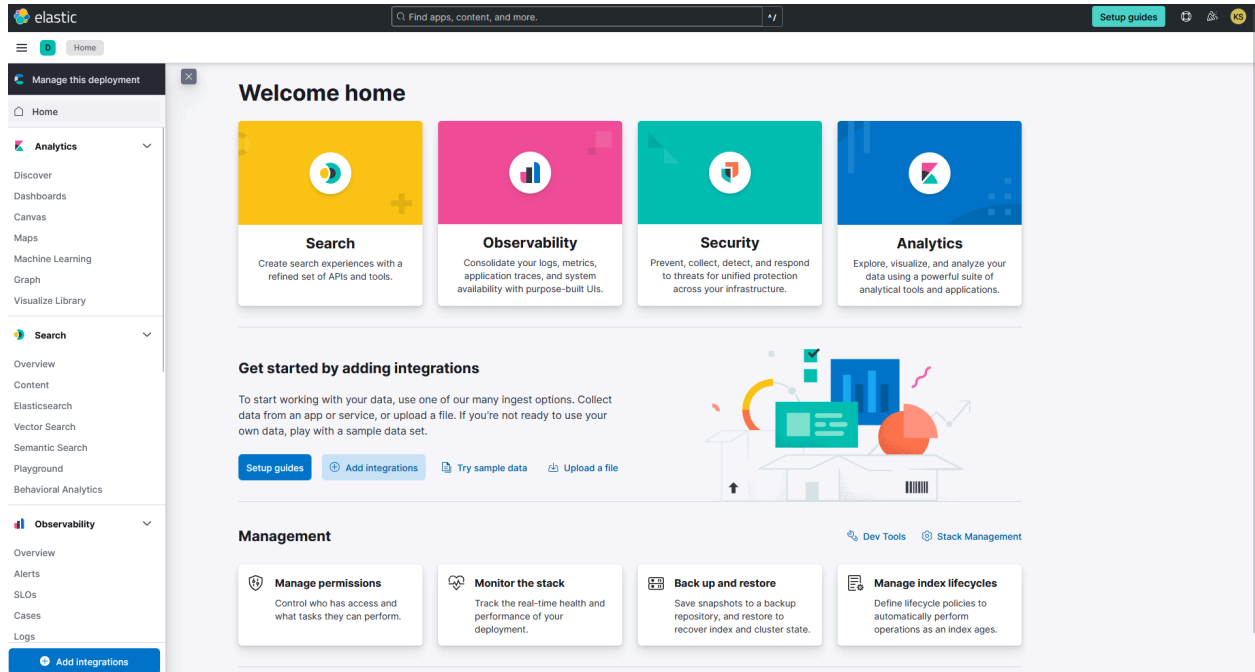 elastic
Find apps, content, and more.
^/
Setup guides
KS
D
Home
Manage this deployment
Home
Analytics
Discover
Dashboards
Canvas
Maps
Machine Learning
Graph
Visualize Library
Search
Overview
Content
Elasticsearch
Vector Search
Semantic Search
Playground
Behavioral Analytics
Observability
Overview
Alerts
SLOs
Cases
Logs
Add integrations
Welcome home
Search
Create search experiences with a
refined set of APIs and tools.
Observability
Consolidate your logs, metrics,
application traces, and system
availability with purpose-built UIs.
Security
Prevent, collect, detect, and respond
to threats for unified protection
across your infrastructure.
Analytics
Explore, visualize, and analyze your
data using a powerful suite of
analytical tools and applications.
Get started by adding integrations
To start working with your data, use one of our many ingest options. Collect
data from an app or service, or upload a file. If you're not ready to use your
own data, play with a sample data set.
Setup guides
Add integrations
Try sample data
Upload a file
Management
Dev Tools
Stack Management
Manage permissions
Control who has access and
what tasks they can perform.
Monitor the stack
Track the real-time health and
performance of your
deployment.
Back up and restore
Save snapshots to a backup
repository, and restore to
recover index and cluster state.
Manage index lifecycles
Define lifecycle policies to
automatically perform
operations as an index ages.